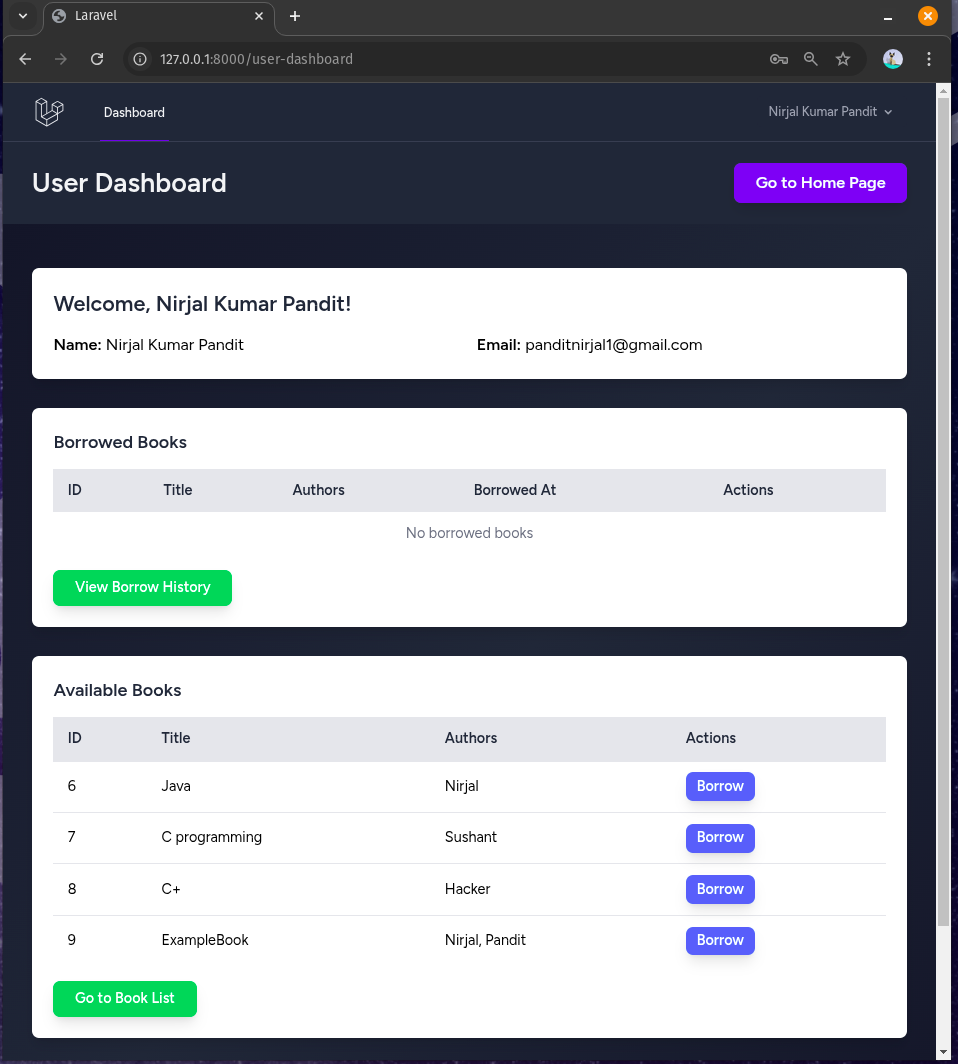 Laravel
127.0.0.1:8000/user-dashboard
Dashboard
Nirjal Kumar Pandit
User Dashboard
Go to Home Page
Welcome, Nirjal Kumar Pandit!
Name: Nirjal Kumar Pandit Email: panditnirjal1@gmail.com
Borrowed Books
ID Title Authors Borrowed At Actions
No borrowed books
View Borrow History
Available Books
ID Title Authors Actions
6 Java Nirjal Borrow
7 C programming Sushant Borrow
8 C+ Hacker Borrow
9 ExampleBook Nirjal, Pandit Borrow
Go to Book List